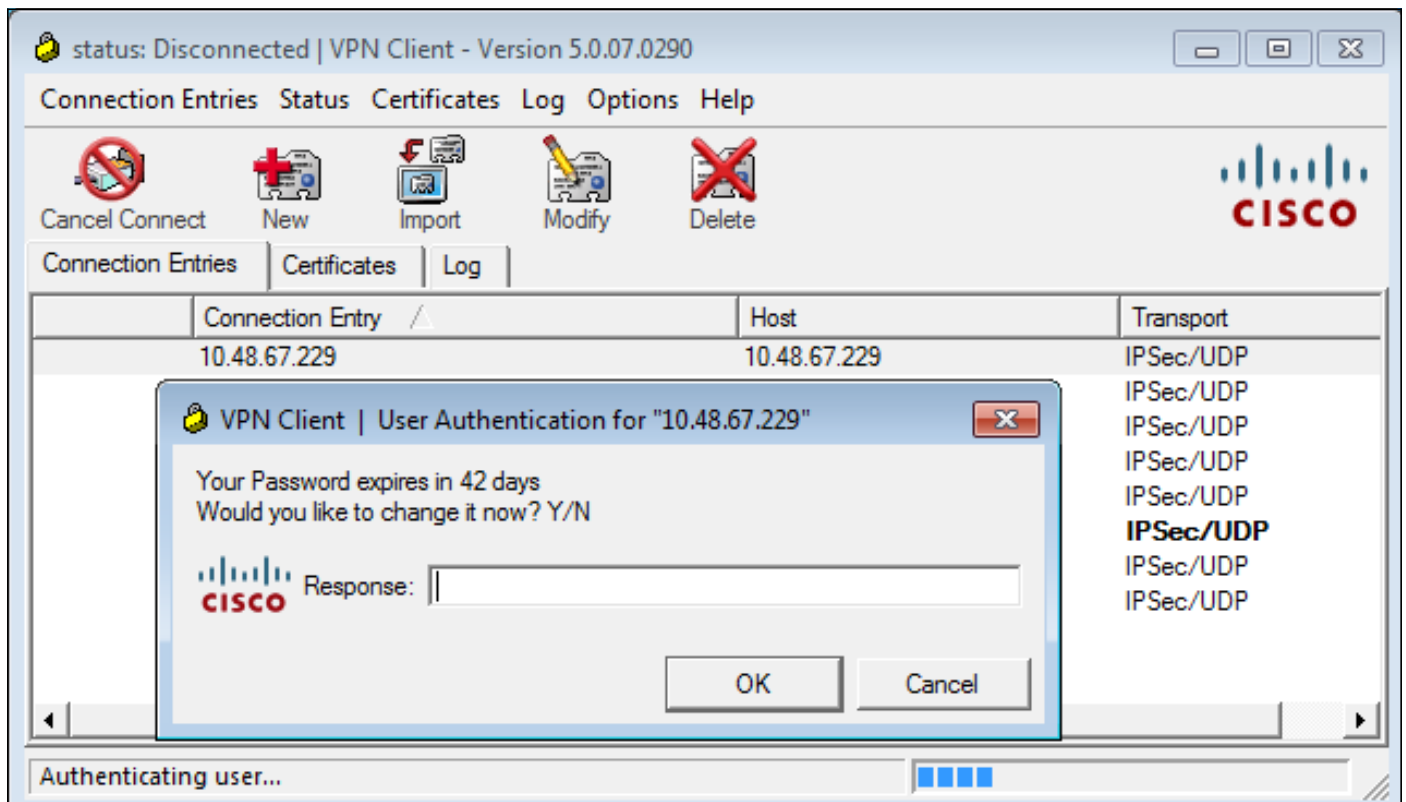 status: Disconnected | VPN Client - Version 5.0.07.0290
Connection Entries Status Certificates Log Options Help
Cancel Connect New Import Modify Delete
CISCO
Connection Entries Certificates Log
Connection Entry Host Transport
10.48.67.229 10.48.67.229 IPSec/UDP
IPSec/UDP
IPSec/UDP
IPSec/UDP
IPSec/UDP
IPSec/UDP
IPSec/UDP
IPSec/UDP
VPN Client | User Authentication for "10.48.67.229"
Your Password expires in 42 days
Would you like to change it now? Y/N
CISCO Response:
OK Cancel
Authenticating user...